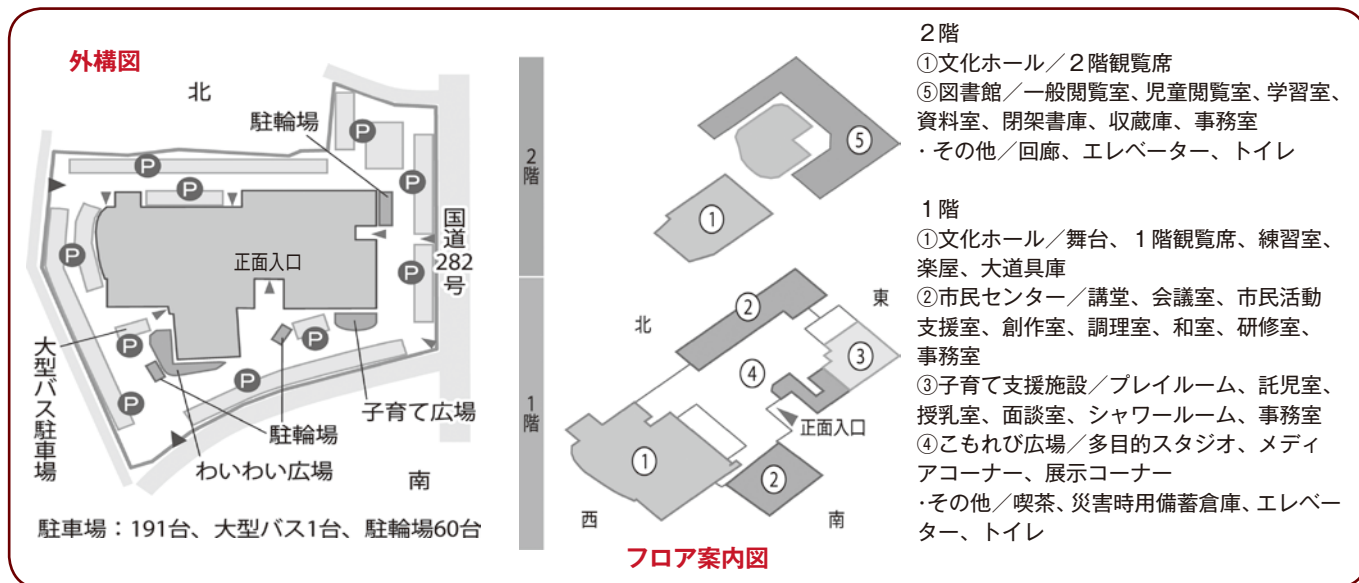 外構図
北
駐輪場
P
P
P
P
P
P
P
P
P
P
国道282号
正面入口
大型バス駐車場
子育て広場
駐輪場
わいわい広場
南
駐車場：191台、大型バス1台、駐輪場60台
2階
1階
⑤
①
②
北
東
③
④
正面入口
①
②
西
南
フロア案内図
２階
①文化ホール／２階観覧席
⑤図書館／一般閲覧室、児童閲覧室、学習室、
資料室、閉架書庫、収蔵庫、事務室
・その他／回廊、エレベーター、トイレ
１階
①文化ホール／舞台、１階観覧席、練習室、
楽屋、大道具庫
②市民センター／講堂、会議室、市民活動
支援室、創作室、調理室、和室、研修室、
事務室
③子育て支援施設／プレイルーム、託児室、
授乳室、面談室、シャワールーム、事務室
④こもれび広場／多目的スタジオ、メディ
アコーナー、展示コーナー
・その他／喫茶、災害時用備蓄倉庫、エレベー
ター、トイレ